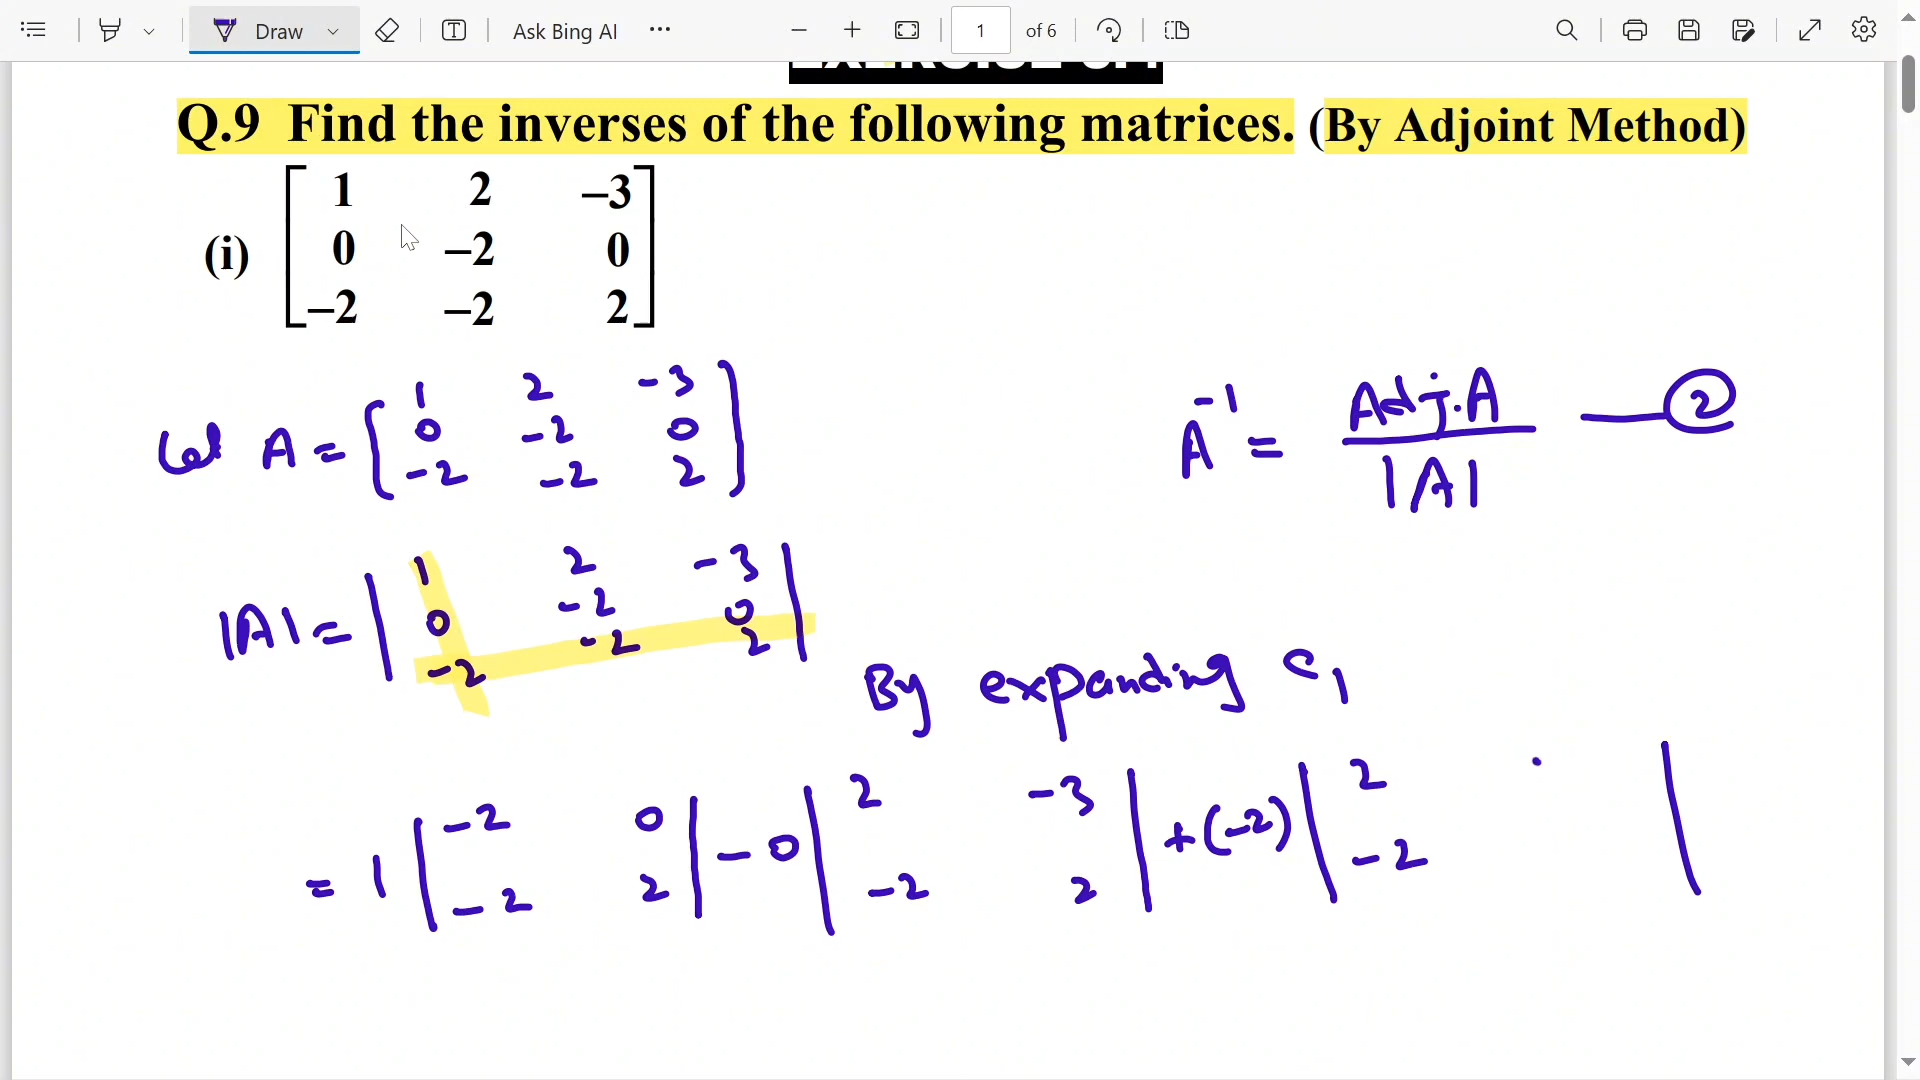 Draw
Ask Bing AI
1 of 6
Q.9 Find the inverses of the following matrices. (By Adjoint Method)
1 2 –3
(i) 0 –2 0
–2 –2 2
Let A = [ 1 2 -3
0 -2 0
-2 -2 2 ]
A^-1 = Adj.A / |A| — 2
|A| = | 1 2 -3
0 -2 0
-2 -2 2 |
By expanding C1
= 1 | -2 0 | - 0 | 2 -3 | + (-2) | 2 |
-2 2 -2 2 -2